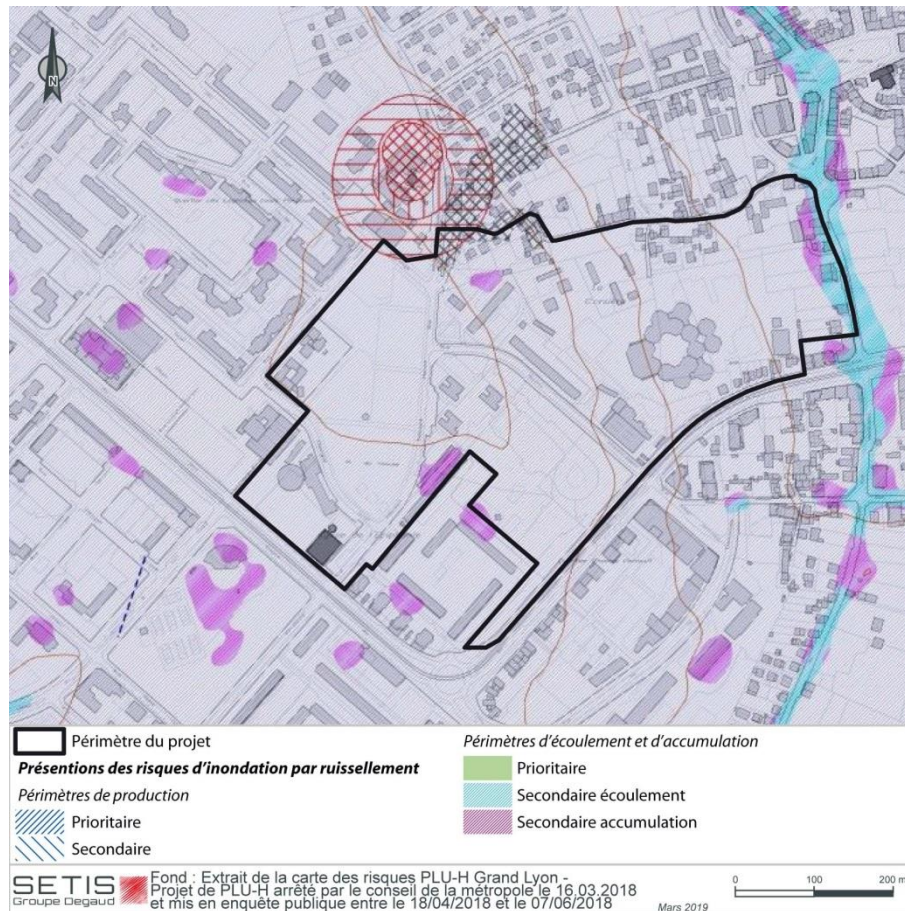 N
Périmètre du projet
Présentions des risques d'inondation par ruissellement
Périmètres de production
Prioritaire
Secondaire
Périmètres d'écoulement et d'accumulation
Prioritaire
Secondaire écoulement
Secondaire accumulation
SETIS
Groupe Degaud
Fond : Extrait de la carte des risques PLU-H Grand Lyon -
Projet de PLU-H arrêté par le conseil de la métropole le 16.03.2018
et mis en enquête publique entre le 18/04/2018 et le 07/06/2018
Mars 2019
0 100 200 m